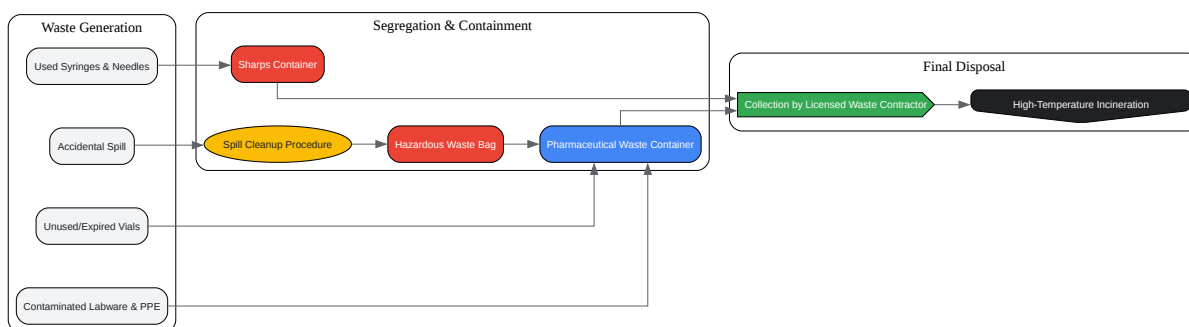 Waste Generation
Segregation & Containment
Final Disposal
Used Syringes & Needles
Sharps Container
Collection by Licensed Waste Contractor
High-Temperature Incineration
Accidental Spill
Spill Cleanup Procedure
Hazardous Waste Bag
Pharmaceutical Waste Container
Unused/Expired Vials
Contaminated Labware & PPE